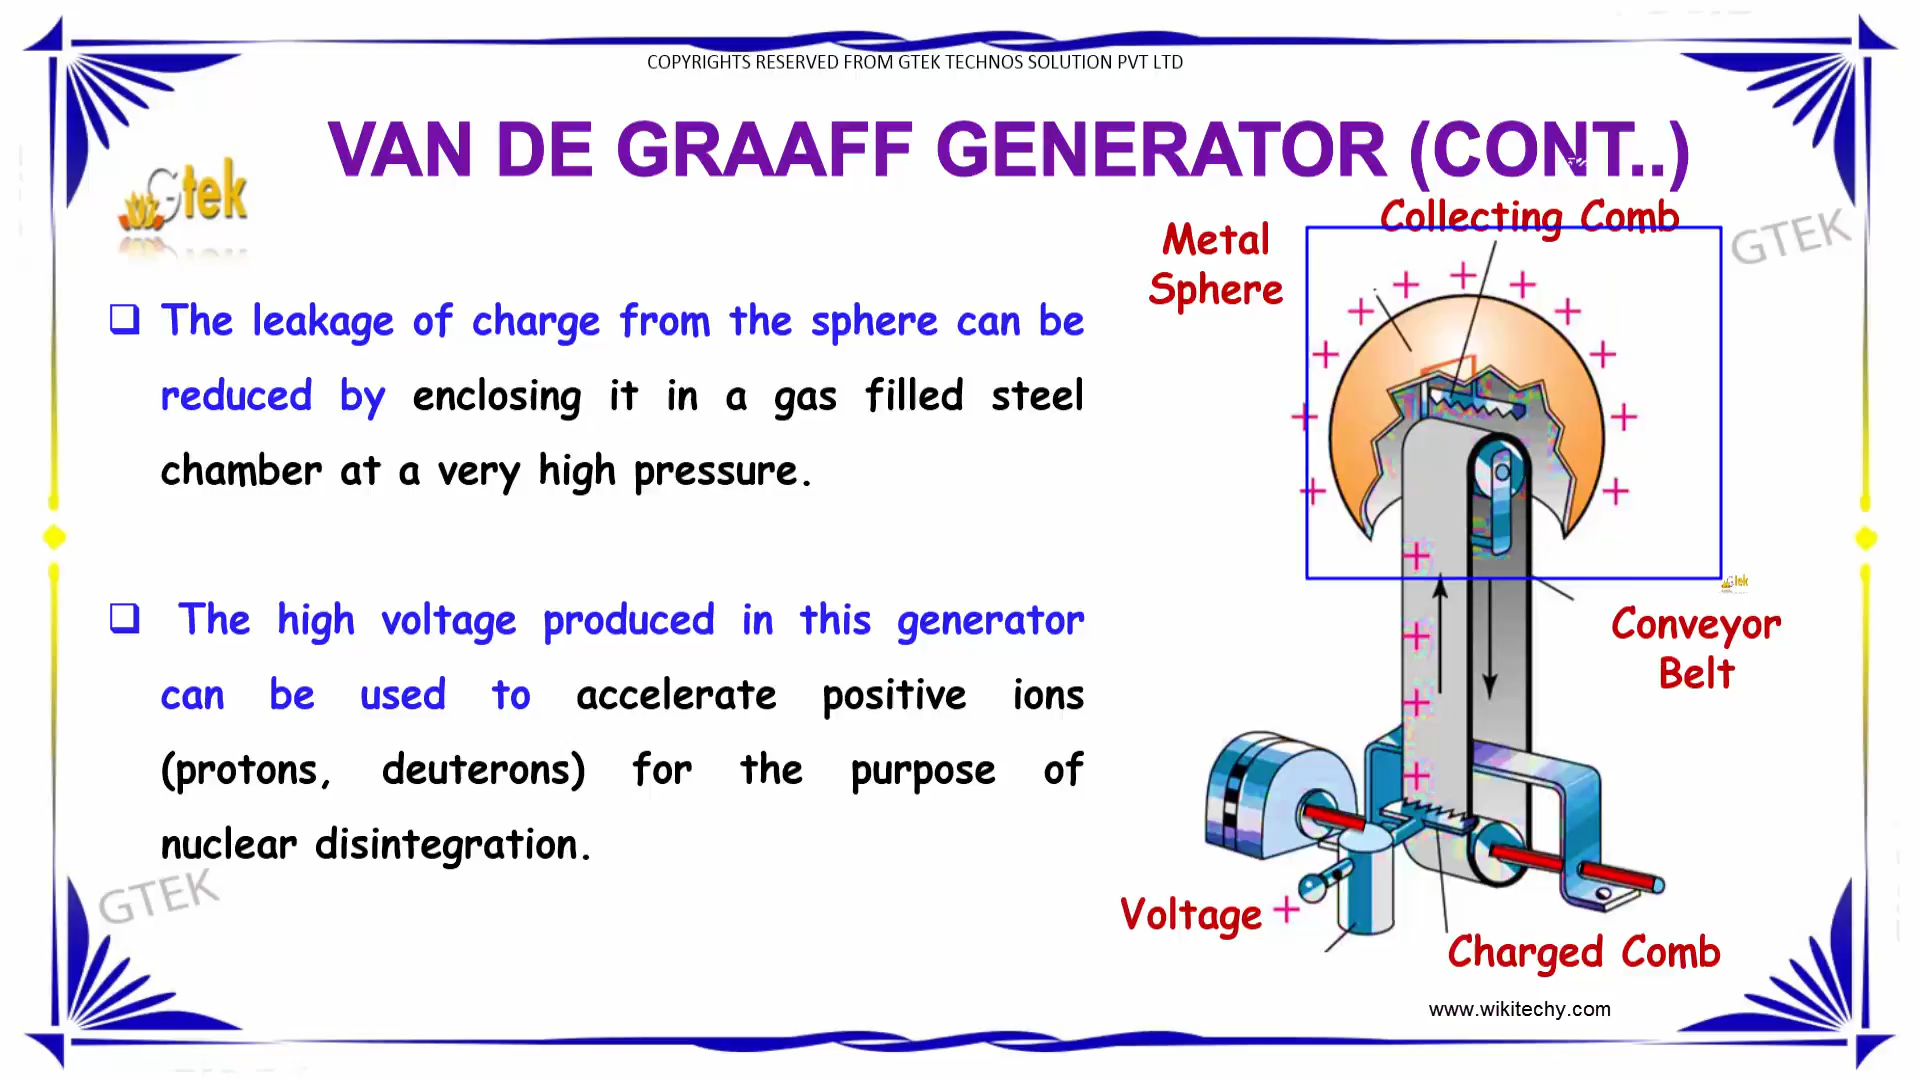 COPYRIGHTS RESERVED FROM GTEK TECHNOS SOLUTION PVT LTD
VAN DE GRAAFF GENERATOR (CONT..)
Gtek
GTEK
The leakage of charge from the sphere can be
reduced by enclosing it in a gas filled steel
chamber at a very high pressure.
The high voltage produced in this generator
can be used to accelerate positive ions
(protons, deuterons) for the purpose of
nuclear disintegration.
Collecting Comb
Metal
Sphere
Gtek
Conveyor
Belt
Voltage +
Charged Comb
GTEK
www.wikitechy.com